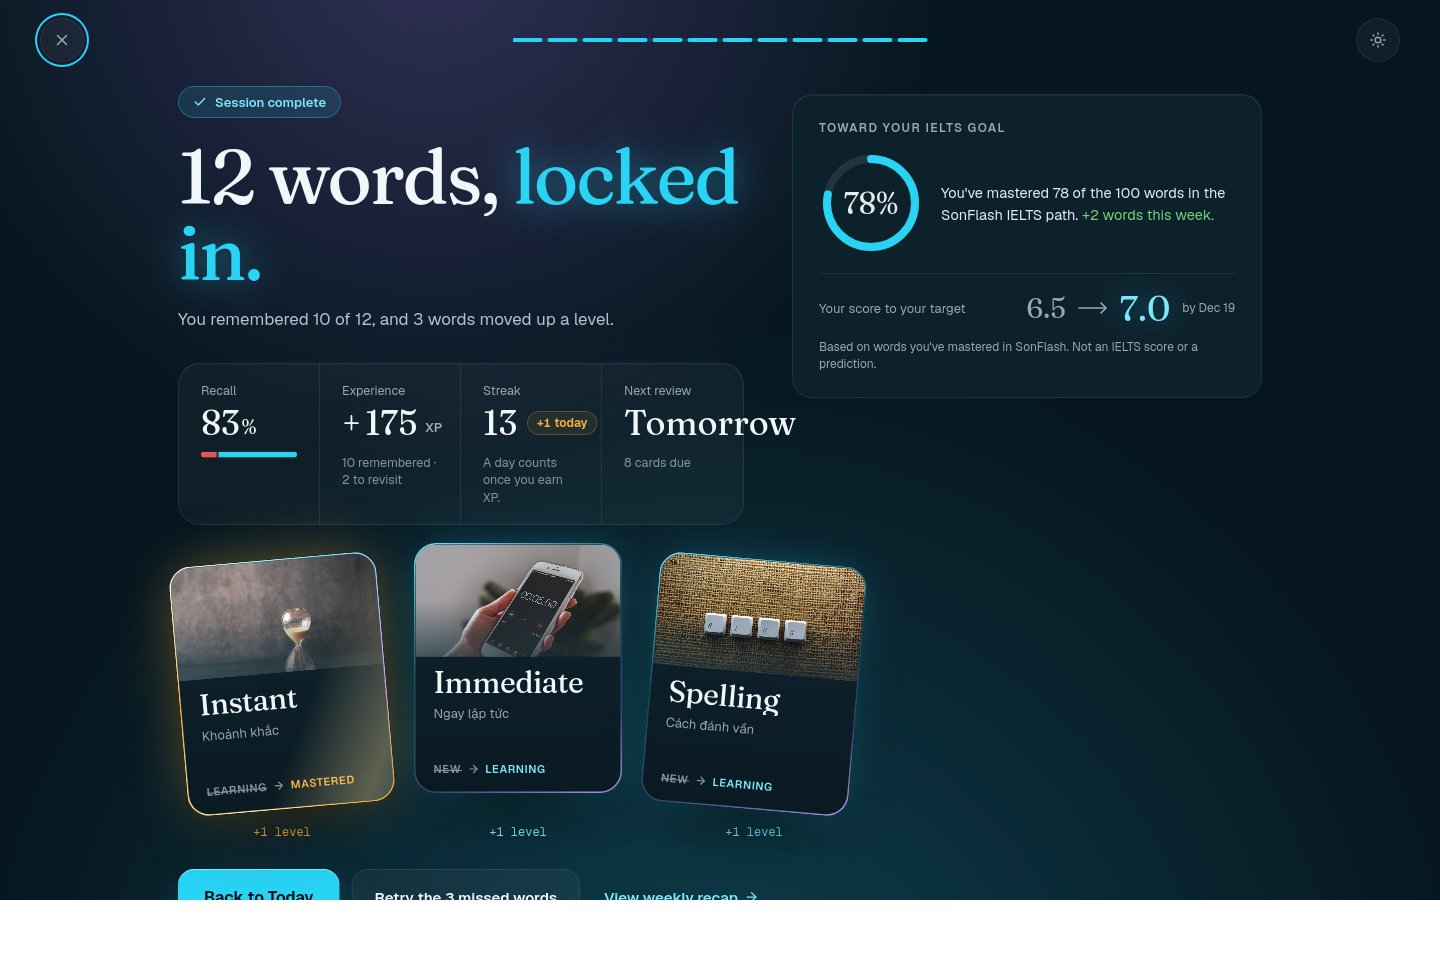 Session complete
12 words, locked
in.
You remembered 10 of 12, and 3 words moved up a level.
TOWARD YOUR IELTS GOAL
78%
You've mastered 78 of the 100 words in the
SonFlash IELTS path. +2 words this week.
Your score to your target
6.5 → 7.0 by Dec 19
Based on words you've mastered in SonFlash. Not an IELTS score or a
prediction.
Recall
83%
Experience
+175 XP
10 remembered ·
2 to revisit
Streak
13 +1 today
A day counts
once you earn
XP.
Next review
Tomorrow
8 cards due
Instant
Khoảnh khắc
LEARNING → MASTERED
+1 level
00:05.60
Immediate
Ngay lập tức
NEW → LEARNING
+1 level
Spelling
Cách đánh vần
NEW → LEARNING
+1 level
Back to Today
Retry the 3 missed words
View weekly recap →